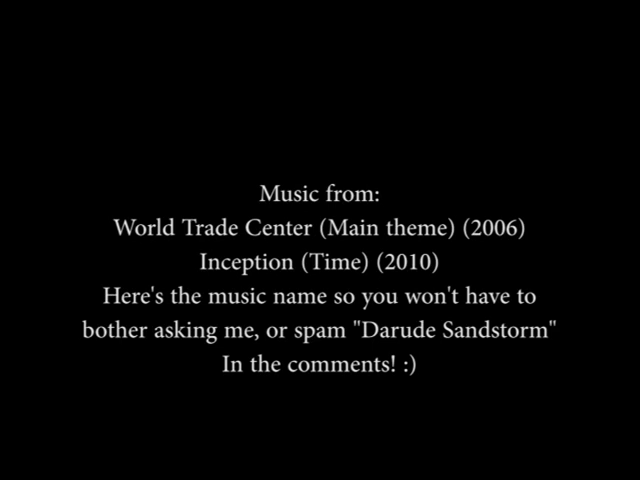 Music from:
World Trade Center (Main theme) (2006)
Inception (Time) (2010)
Here's the music name so you won't have to
bother asking me, or spam "Darude Sandstorm"
In the comments! :)